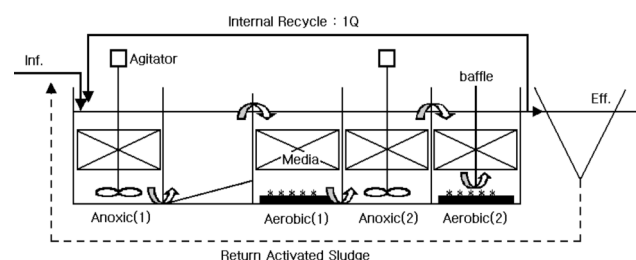 Internal Recycle : 1Q
Inf.
Agitator
baffle
Eff.
Media
Anoxic(1)
Aerobic(1)
Anoxic(2)
Aerobic(2)
Return Activated Sludge